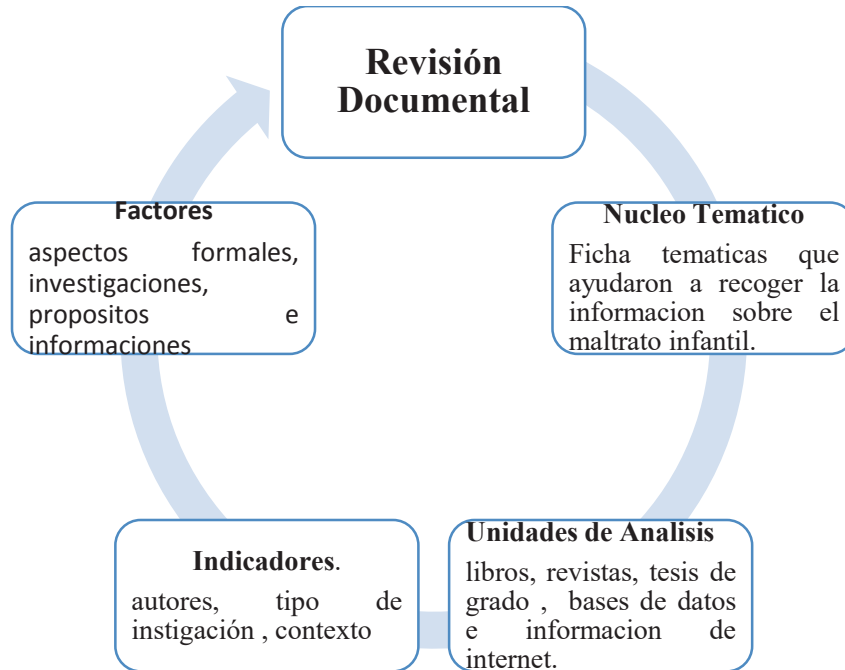 Revisión
Documental
Nucleo Tematico
Ficha tematicas que
ayudaron a recoger la
informacion sobre el
maltrato infantil.
Unidades de Analisis
libros, revistas, tesis de
grado , bases de datos
e informacion de
internet.
Indicadores.
autores, tipo de
instigación , contexto
Factores
aspectos formales,
investigaciones,
propositos e
informaciones